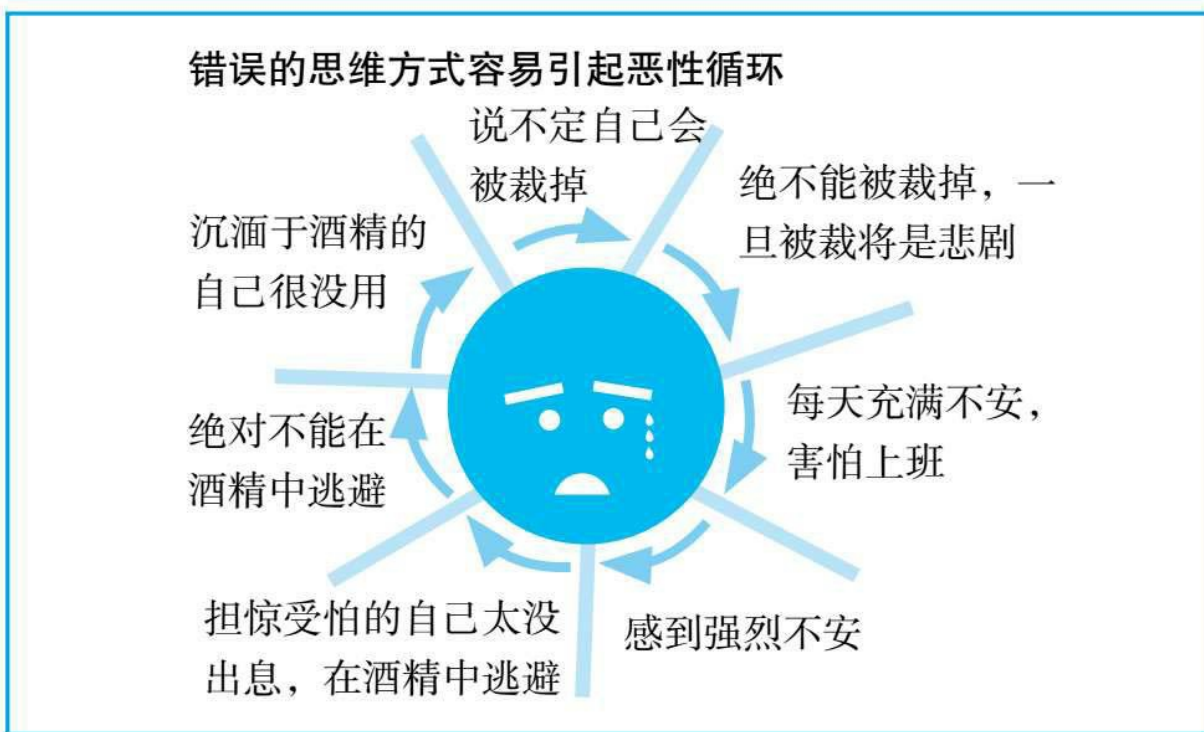 错误的思维方式容易引起恶性循环
说不定自己会
被裁掉
绝不能被裁掉，一
旦被裁将是悲剧
每天充满不安，
害怕上班
感到强烈不安
担惊受怕的自己太没
出息，在酒精中逃避
绝对不能在
酒精中逃避
沉湎于酒精的
自己很没用